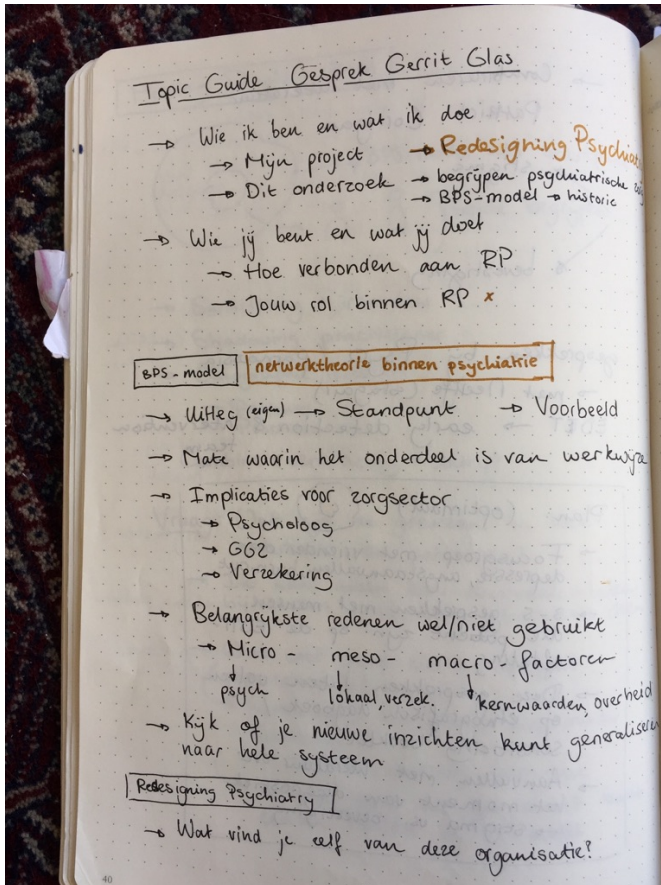 Topic Guide Gesprek Gerrit Glas
→ Wie ik ben en wat ik doe
→ Mijn project → Redesigning Psychiat
→ Dit onderzoek → begrijpen psychiatrische
→ BPS-model → historie
→ Wie jij bent en wat jij doet
→ Hoe verbonden aan RP
→ Jouw rol binnen RP x
BPS-model netwerktheorie binnen psychiatrie
→ Uitleg (eigen) → Standpunt → Voorbeeld
→ Mate waarin het onderdeel is van werkwijze
→ Implicaties voor zorgsector
→ Psycholoog
→ GGZ
→ Verzekering
→ Belangrijkste redenen wel/niet gebruikt
→ Micro- meso- macro-factoren
psych lokaal, verzek. kernwaarden, overheid
→ Kijk of je nieuwe inzichten kunt generaliseren
naar hele systeem
Redesigning Psychiatry
→ Wat vind je zelf van deze organisatie?
40